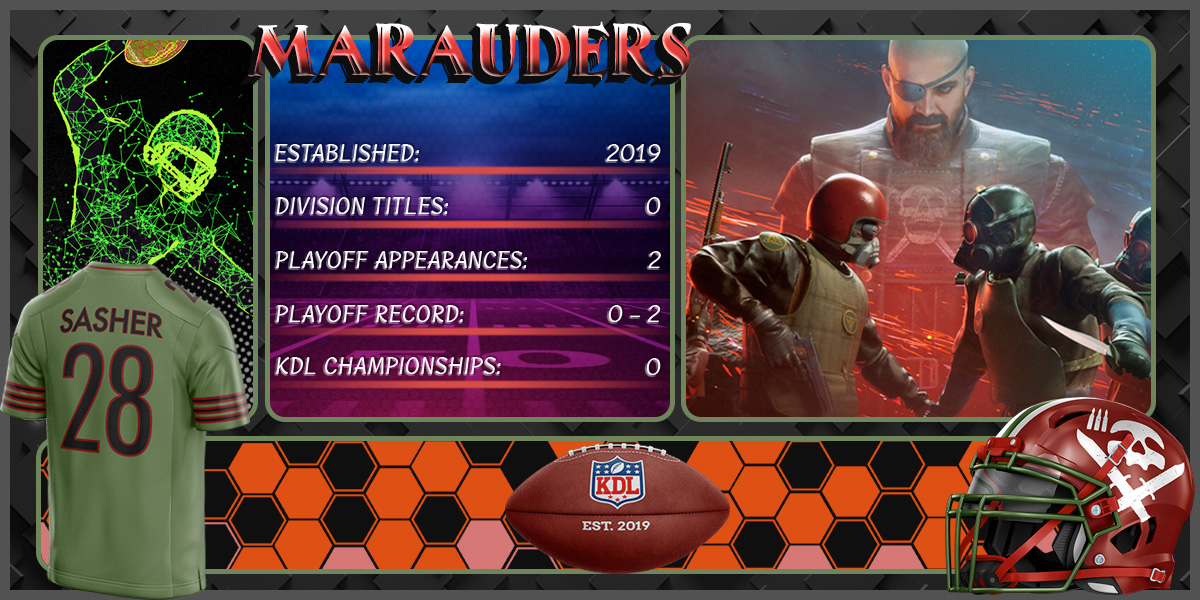 MARAUDERS
ESTABLISHED: 2019
DIVISION TITLES: 0
PLAYOFF APPEARANCES: 2
PLAYOFF RECORD: 0 – 2
KDL CHAMPIONSHIPS: 0
SASHER
28
KDL
EST. 2019